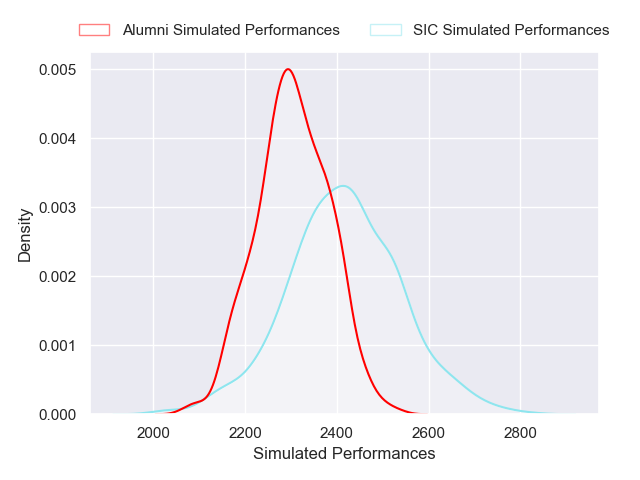 Alumni Simulated Performances SIC Simulated Performances
0.005
0.004
0.003
0.002
0.001
0.000
Density
2000 2200 2400 2600 2800
Simulated Performances